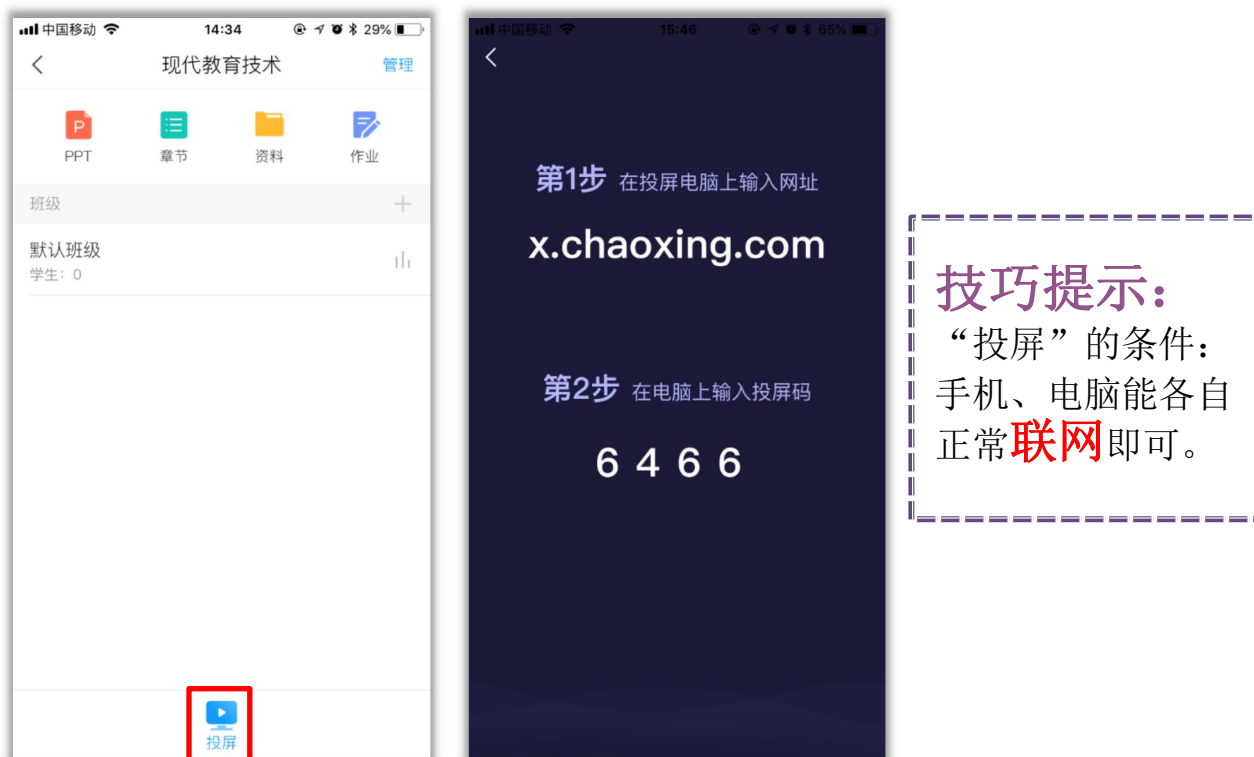 中国移动 14:34 29%
现代教育技术 管理
P
PPT 章节 资料 作业
班级
默认班级
学生: 0
投屏
中国移动 15:46 65%
第1步 在投屏电脑上输入网址
x.chaoxing.com
第2步 在电脑上输入投屏码
6 4 6 6
技巧提示：
“投屏”的条件：
手机、电脑能各自
正常联网即可。